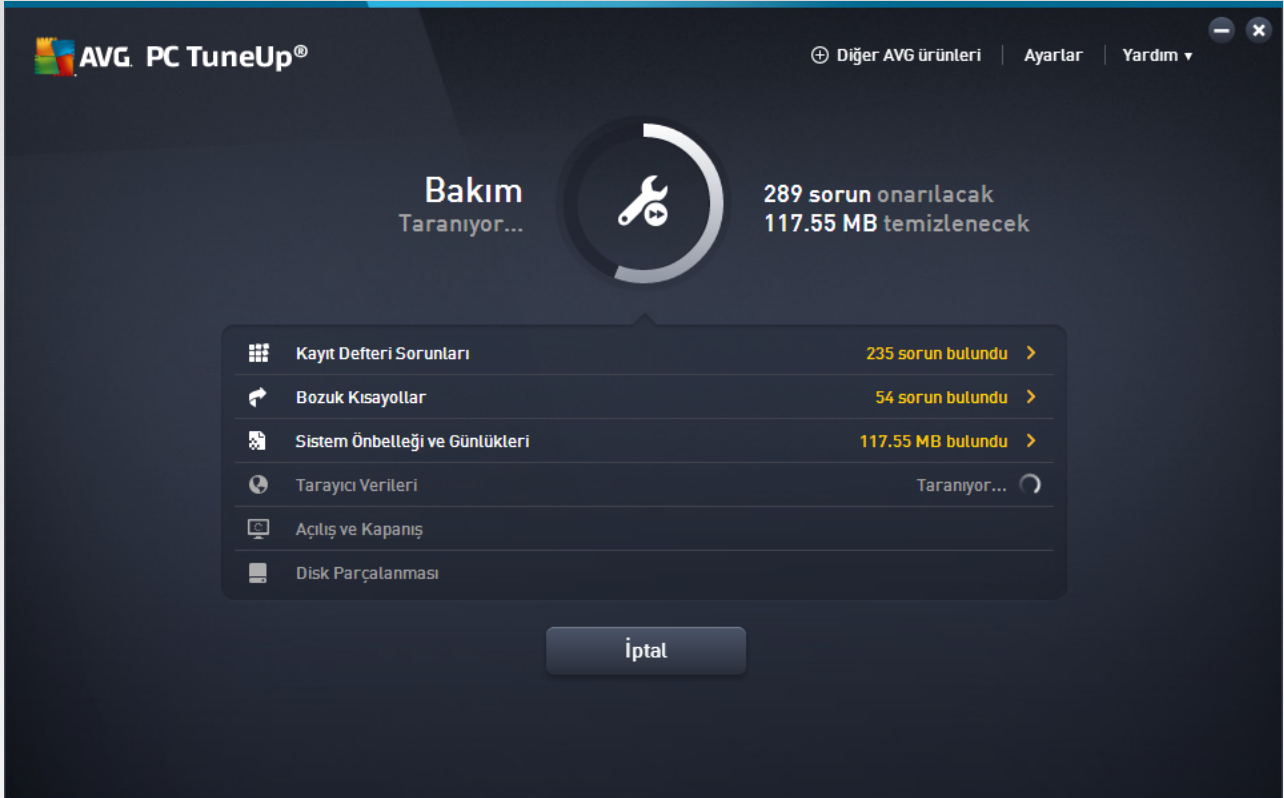 AVG. PC TuneUp®
Diğer AVG ürünleri
Ayarlar
Yardım ▾
Bakım
Taranıyor...
289 sorun onarılacak
117.55 MB temizlenecek
Kayıt Defteri Sorunları 235 sorun bulundu
Bozuk Kısayollar 54 sorun bulundu
Sistem Önbelleği ve Günlükleri 117.55 MB bulundu
Tarayıcı Verileri Taranıyor...
Açılış ve Kapanış
Disk Parçalanması
İptal